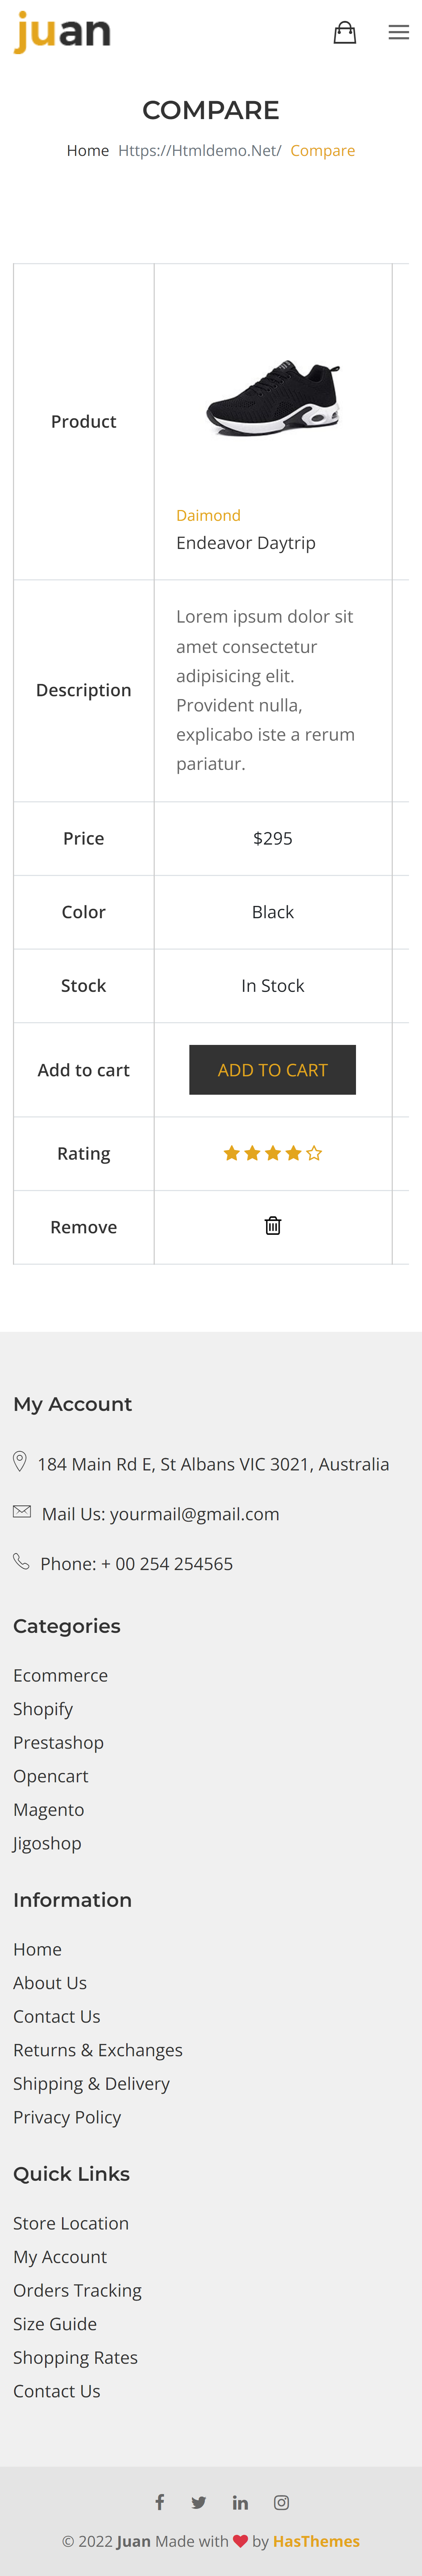 juan
COMPARE
Home Https://Htmldemo.Net/ Compare
Product
Daimond
Endeavor Daytrip
Description
Lorem ipsum dolor sit
amet consectetur
adipisicing elit.
Provident nulla,
explicabo iste a rerum
pariatur.
Price
$295
Color
Black
Stock
In Stock
Add to cart
ADD TO CART
Rating
Remove
My Account
184 Main Rd E, St Albans VIC 3021, Australia
Mail Us: yourmail@gmail.com
Phone: + 00 254 254565
Categories
Ecommerce
Shopify
Prestashop
Opencart
Magento
Jigoshop
Information
Home
About Us
Contact Us
Returns & Exchanges
Shipping & Delivery
Privacy Policy
Quick Links
Store Location
My Account
Orders Tracking
Size Guide
Shopping Rates
Contact Us
© 2022 Juan Made with ❤ by HasThemes